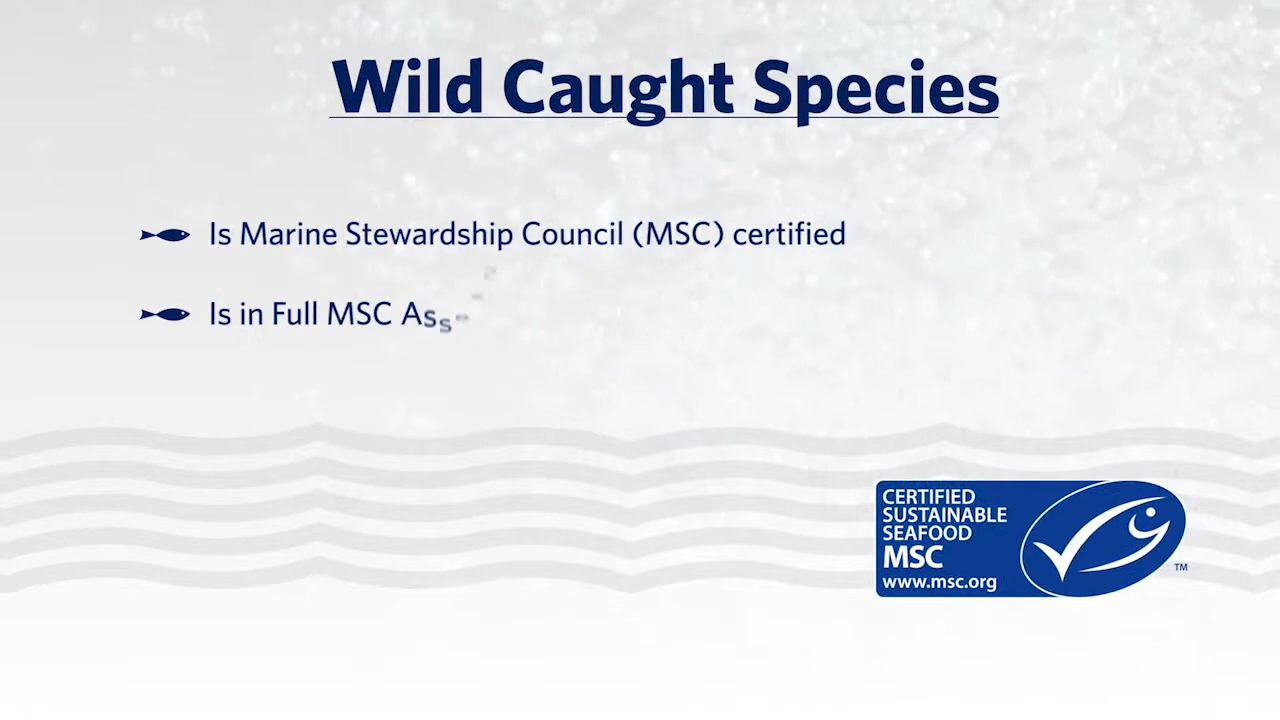 Wild Caught Species
Is Marine Stewardship Council (MSC) certified
Is in Full MSC Ass
CERTIFIED
SUSTAINABLE
SEAFOOD
MSC
www.msc.org
TM